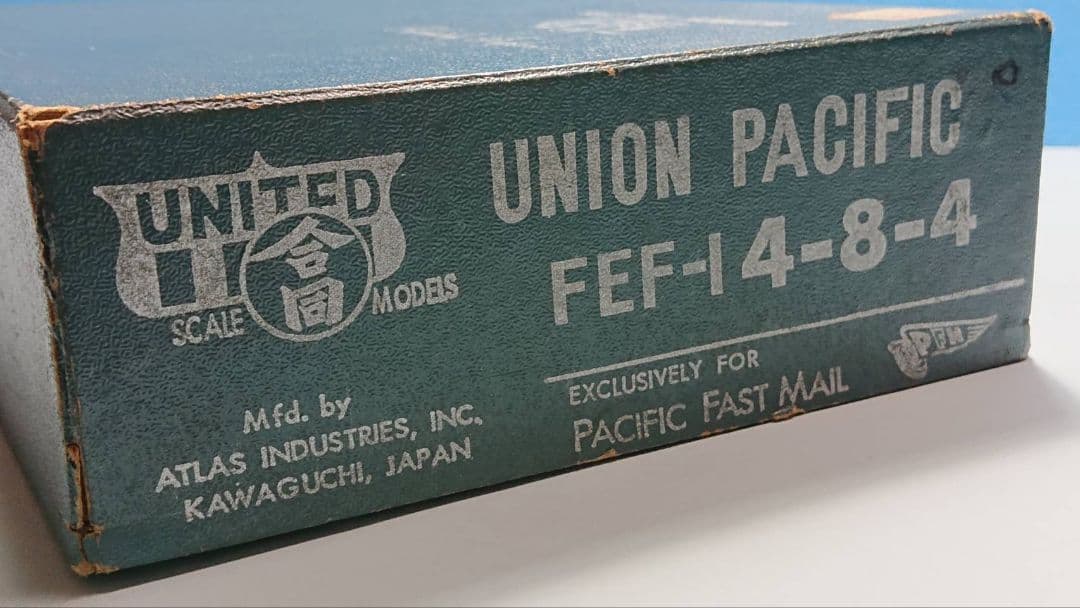 UNITED
合同
SCALE MODELS
Mfd. by
ATLAS INDUSTRIES, INC.
KAWAGUCHI, JAPAN
UNION PACIFIC
FEF-1 4-8-4
EXCLUSIVELY FOR
PACIFIC FAST MAIL
PFM